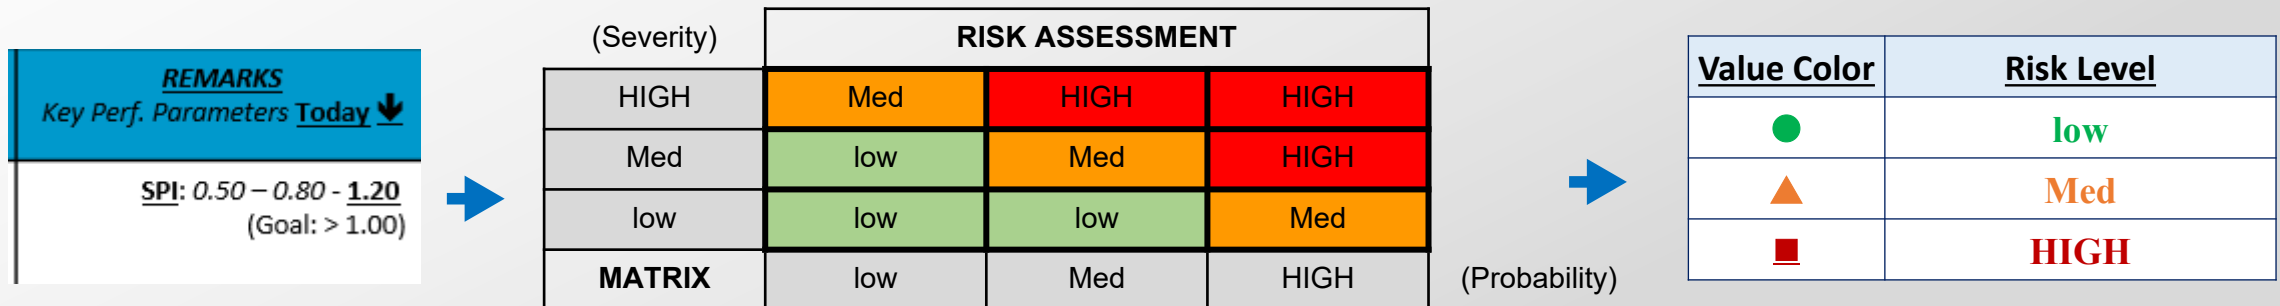 REMARKS
Key Perf. Parameters Today
SPI: 0.50 – 0.80 - 1.20
(Goal: > 1.00)
(Severity) RISK ASSESSMENT
HIGH Med HIGH HIGH
Med low Med HIGH
low low low Med
MATRIX low Med HIGH (Probability)
Value Color Risk Level
low
Med
HIGH